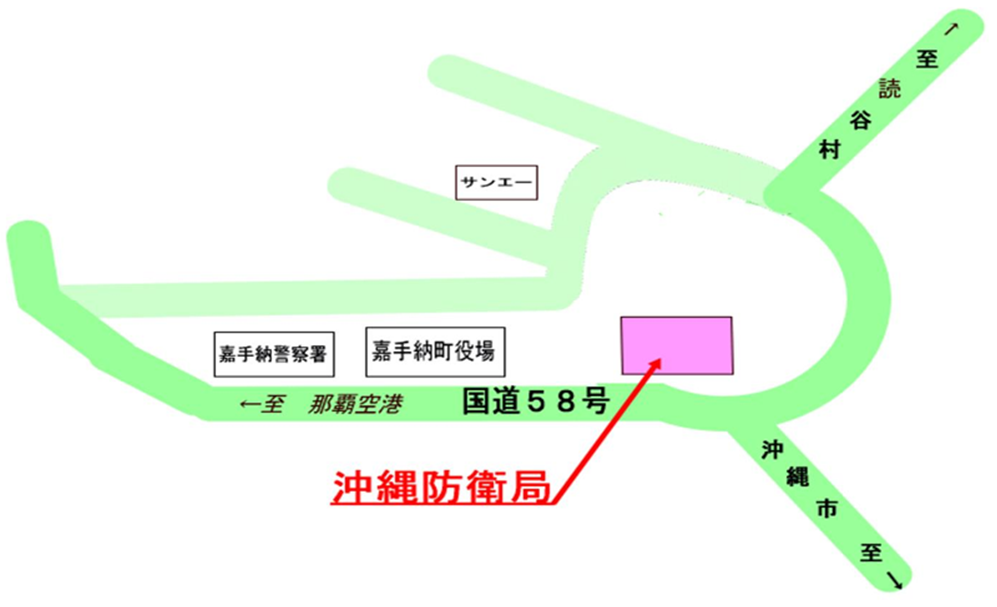 ↗
至
読
谷
村
サンエー
嘉手納警察署
嘉手納町役場
←至 那覇空港
国道58号
沖縄防衛局
沖
縄
市
至
↘